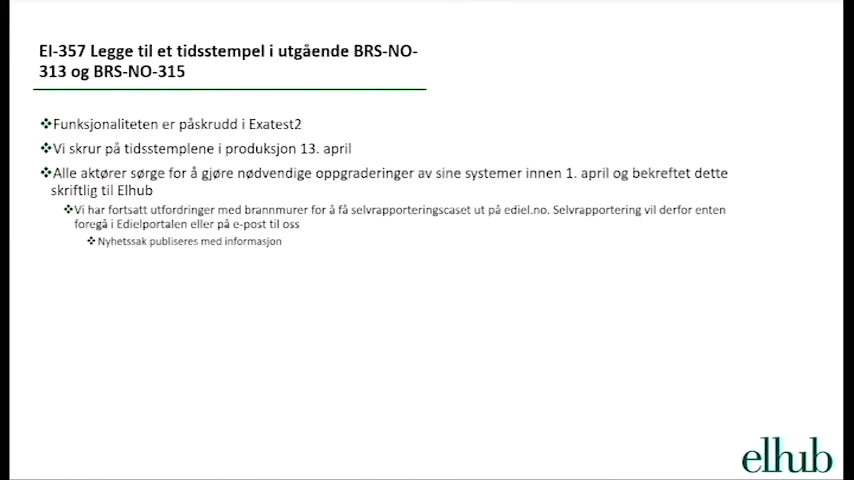 EI-357 Legge til et tidsstempel i utgående BRS-NO-
313 og BRS-NO-315
Funksjonaliteten er påskrudd i Exatest2
Vi skrur på tidsstemplene i produksjon 13. april
Alle aktører sørge for å gjøre nødvendige oppgraderinger av sine systemer innen 1. april og bekreftet dette
skriftlig til Elhub
Vi har fortsatt utfordringer med brannmurer for å få selvrapporteringscaset ut på ediel.no. Selvrapportering vil derfor enten
foregå i Edielportalen eller på e-post til oss
Nyhetssak publiseres med informasjon
elhub